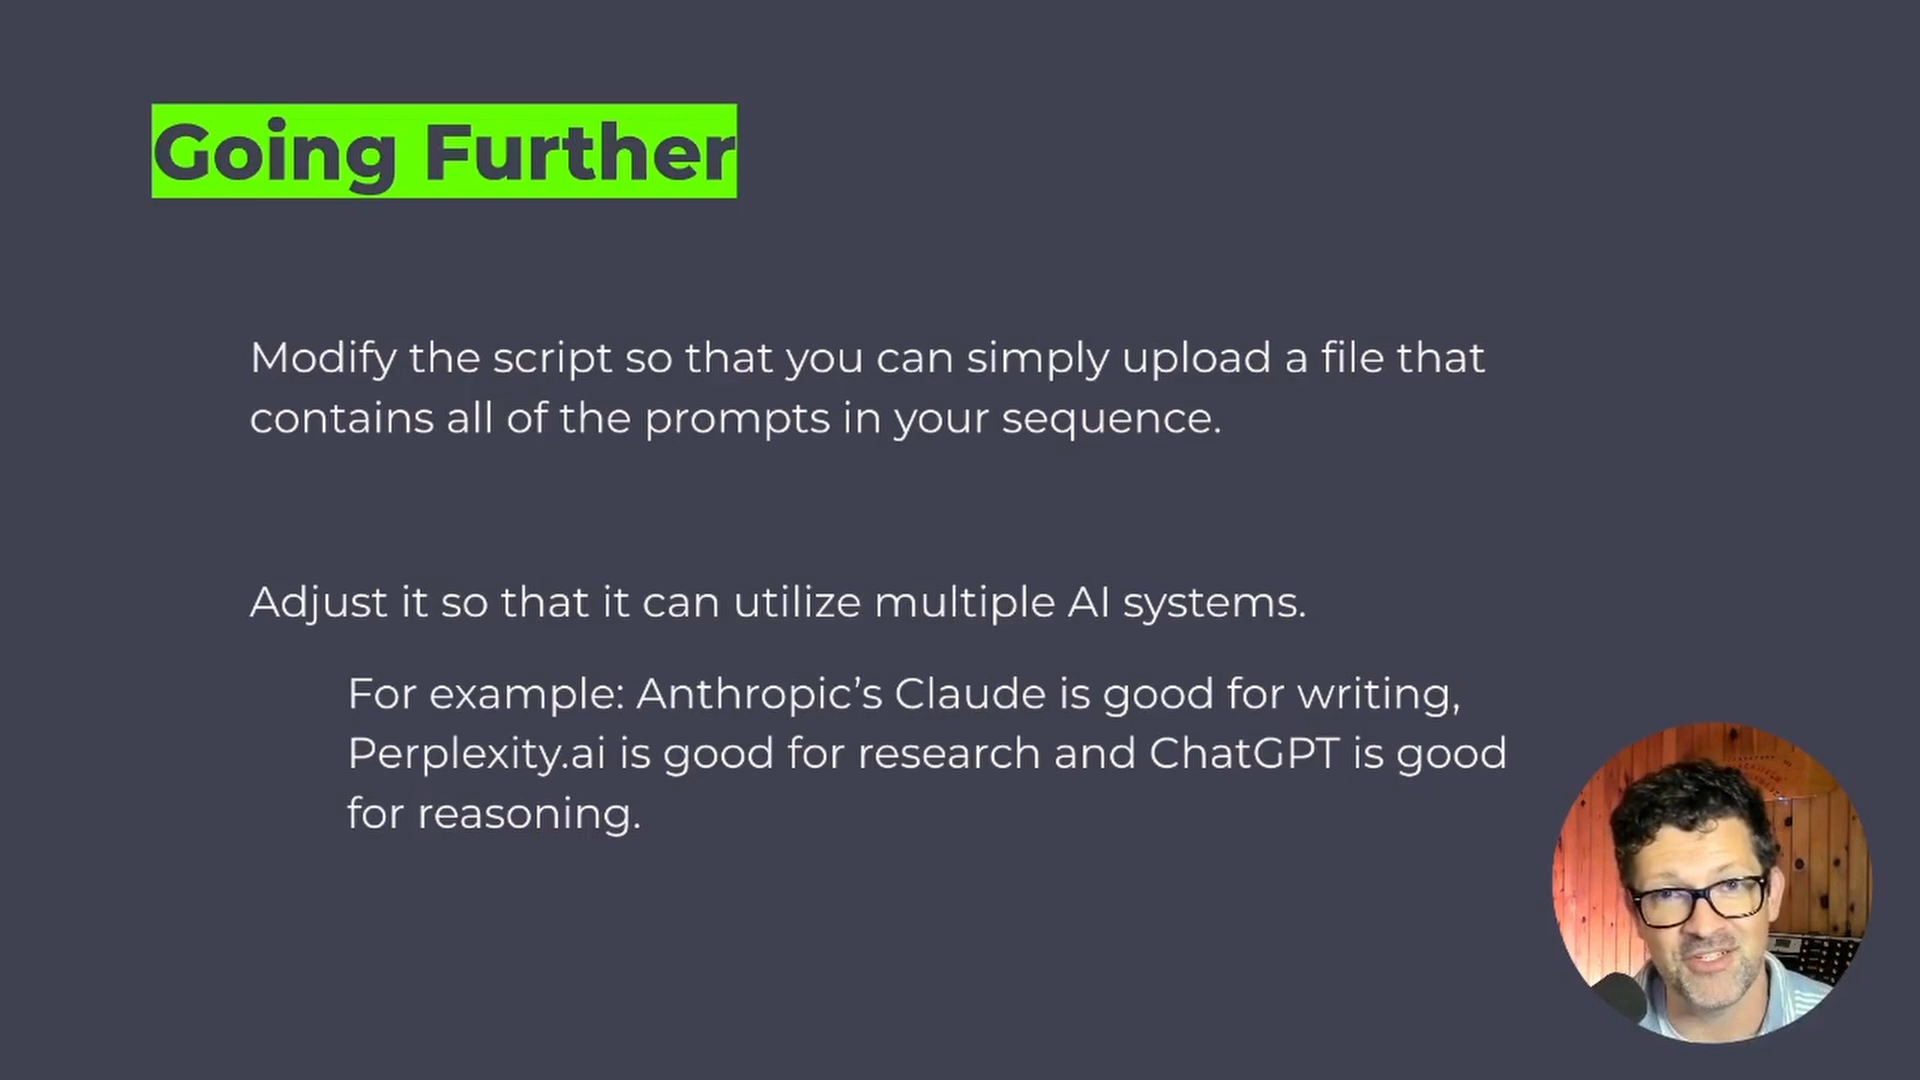 Going Further
Modify the script so that you can simply upload a file that
contains all of the prompts in your sequence.
Adjust it so that it can utilize multiple AI systems.
For example: Anthropic’s Claude is good for writing,
Perplexity.ai is good for research and ChatGPT is good
for reasoning.